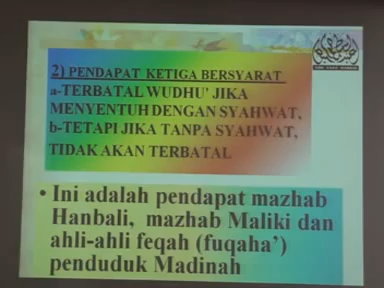 2) PENDAPAT KETIGA BERSYARAT
a-TERBATAL WUDHU' JIKA
MENYENTUH DENGAN SYAHWAT,
b-TETAPI JIKA TANPA SYAHWAT,
TIDAK AKAN TERBATAL
• Ini adalah pendapat mazhab
Hanbali, mazhab Maliki dan
ahli-ahli feqah (fuqaha')
penduduk Madinah